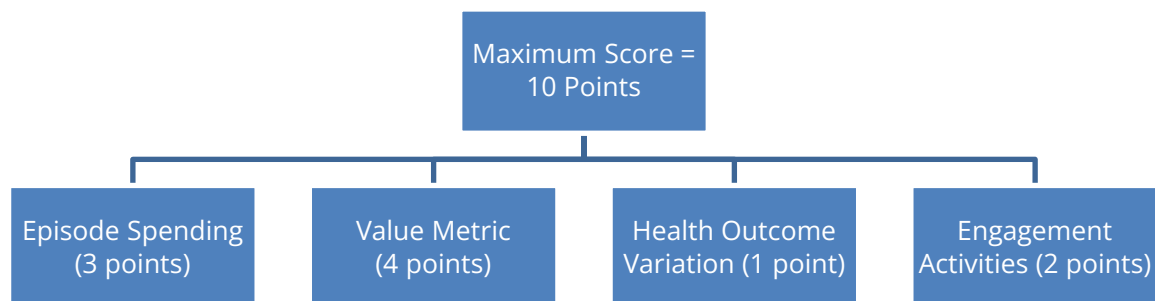 Maximum Score =
10 Points
Episode Spending
(3 points)
Value Metric
(4 points)
Health Outcome
Variation (1 point)
Engagement
Activities (2 points)